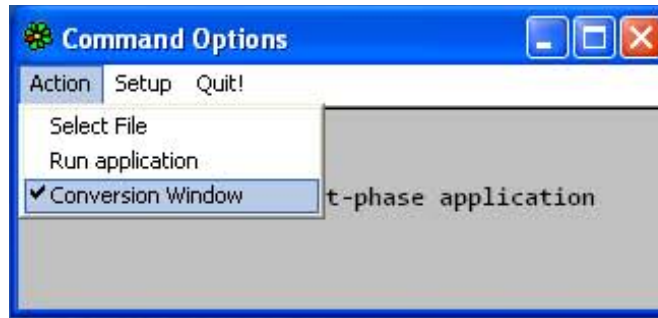 Command Options
Action Setup Quit!
Select File
Run application
Conversion Window
t-phase application